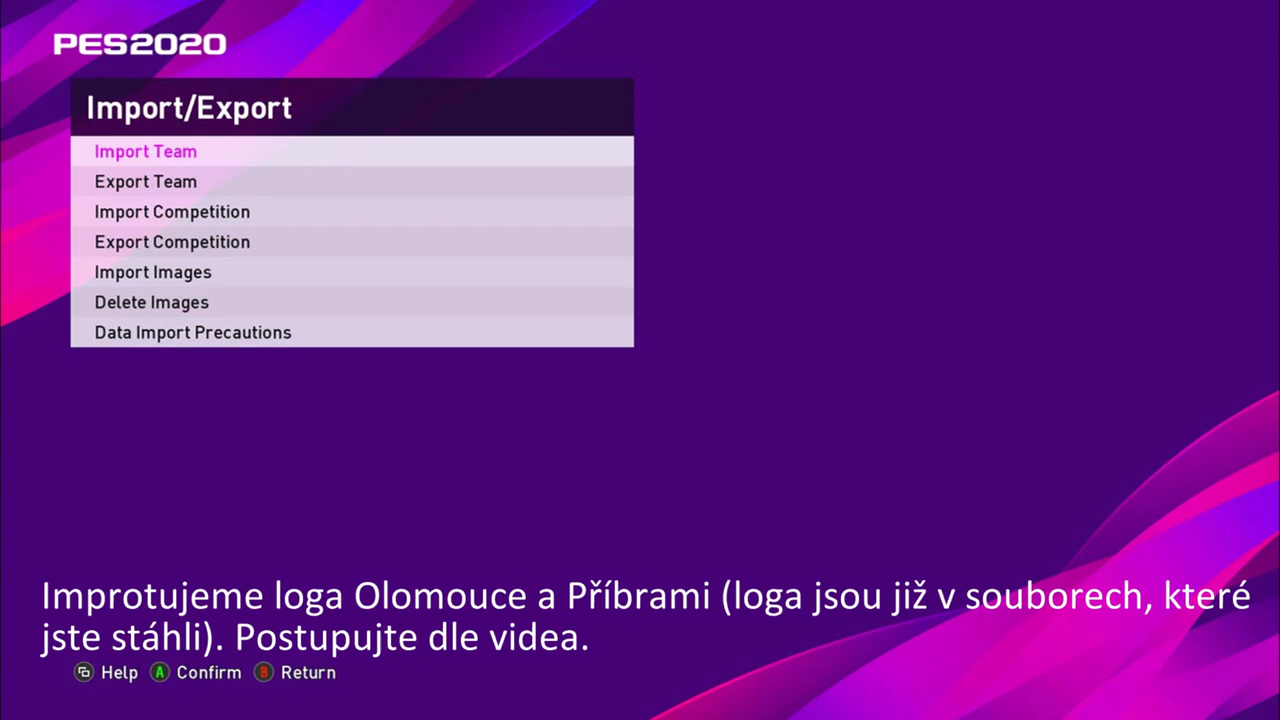 PES2020
Import/Export
Import Team
Export Team
Import Competition
Export Competition
Import Images
Delete Images
Data Import Precautions
Improtujeme loga Olomouce a Příbrami (loga jsou již v souborech, které
jste stáhli). Postupujte dle videa.
Help A Confirm B Return